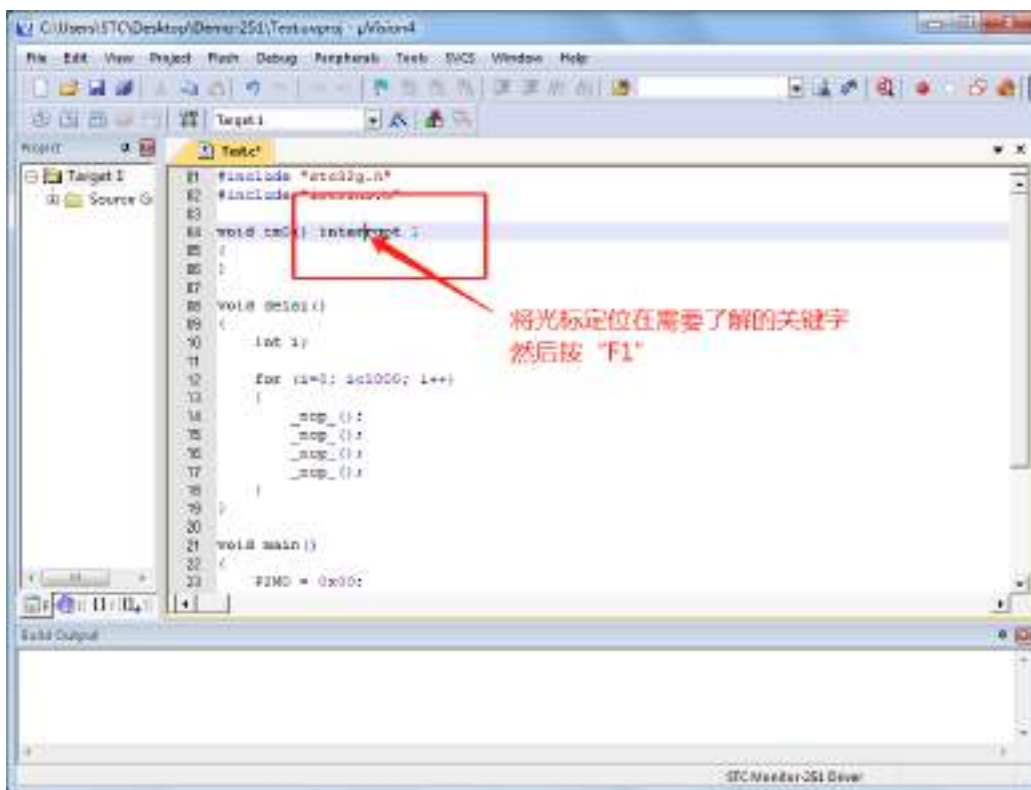 C:\Users\STC\Desktop\Demo-251\Test.uvproj - µVision4
File Edit View Project Flash Debug Peripherals Tools SVCS Window Help
Target 1
Project
Test.c*
Target 1
Source G
01 #include "stc32g.h"
02 #include
03
04 void tm0() interrupt 1
05 {
06 }
07
08 void delay()
09 {
10 int i;
11
12 for (i=0; i<1000; i++)
13 {
14 _nop_();
15 _nop_();
16 _nop_();
17 _nop_();
18 }
19 }
20
21 void main()
22 {
23 P2M0 = 0x00;
将光标定位在需要了解的关键字
然后按 "F1"
Build Output
STC Monitor-251 Driver